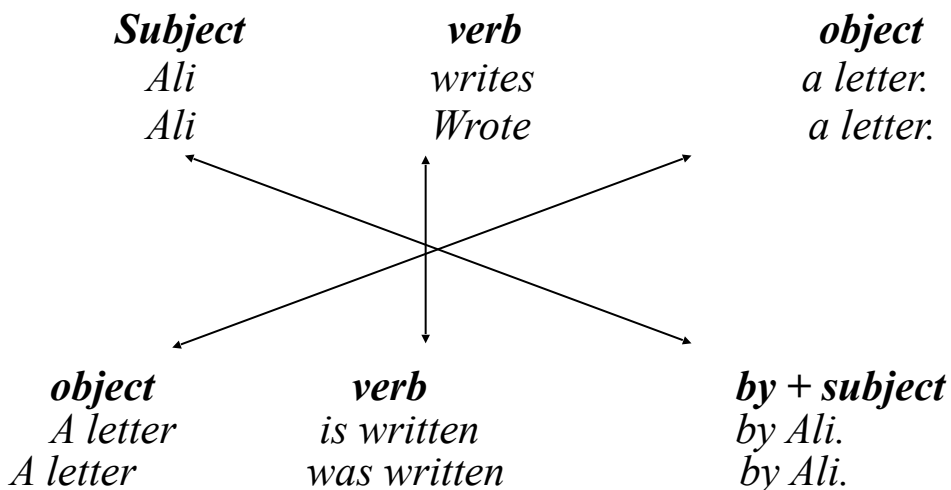 Subject verb object
Ali writes a letter.
Ali Wrote a letter.
object verb by + subject
A letter is written by Ali.
A letter was written by Ali.